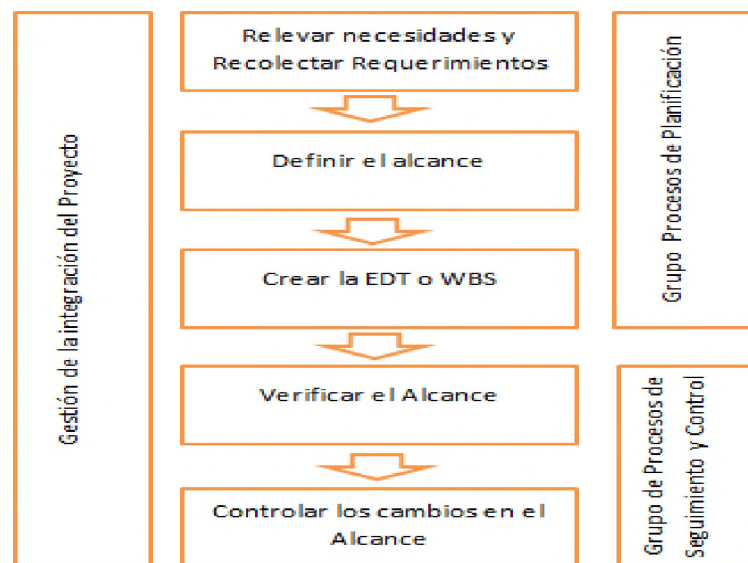 Relevar necesidades y
Recolectar Requerimientos
Definir el alcance
Crear la EDT o WBS
Verificar el Alcance
Controlar los cambios en el
Alcance
Gestión de la integración del Proyecto
Grupo Procesos de Planificación
Grupo de Procesos de
Seguimiento y Control